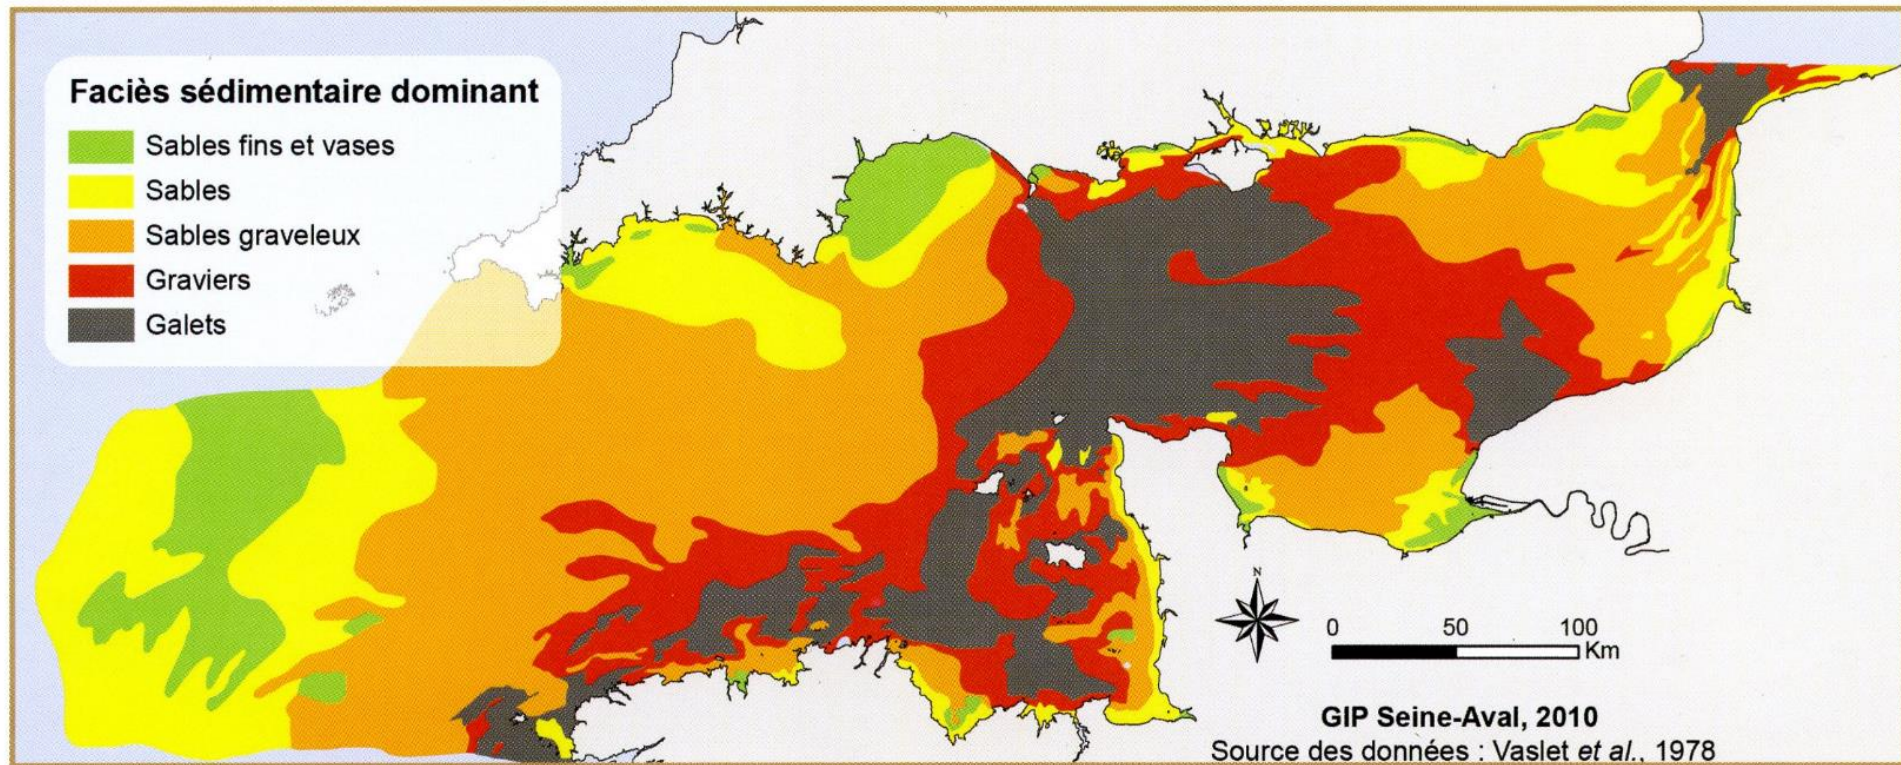 Faciès sédimentaire dominant
Sables fins et vases
Sables
Sables graveleux
Graviers
Galets
N
0 50 100
Km
GIP Seine-Aval, 2010
Source des données : Vaslet et al., 1978